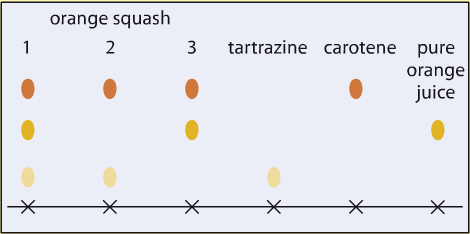 orange squash
1 2 3 tartrazine carotene pure
orange
juice